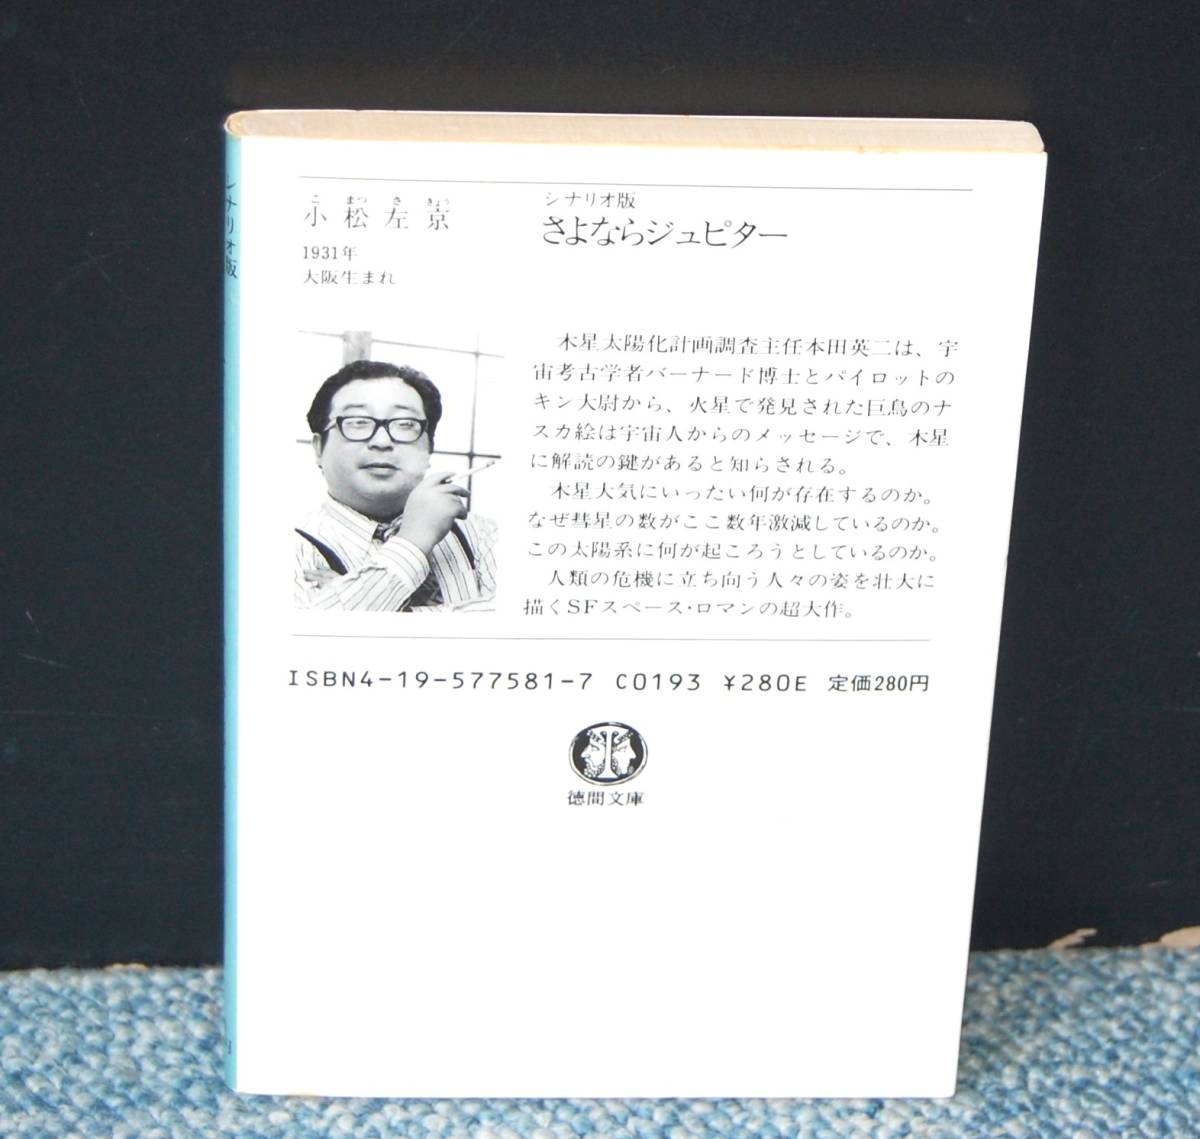 シナリオ版
こ まつ さ きょう
小松左京
1931年
大阪生まれ
シナリオ版
さよならジュピター
木星太陽化計画調査主任本田英二は、宇
宙考古学者バーナード博士とパイロットの
キン大尉から、火星で発見された巨鳥のナ
スカ絵は宇宙人からのメッセージで、木星
に解読の鍵があると知らされる。
木星大気にいったい何が存在するのか。
なぜ彗星の数がここ数年激減しているのか。
この太陽系に何が起ころうとしているのか。
人類の危機に立ち向う人々の姿を壮大に
描くSFスペース・ロマンの超大作。
ISBN4-19-577581-7 C0193 ¥280E 定価280円
徳間文庫